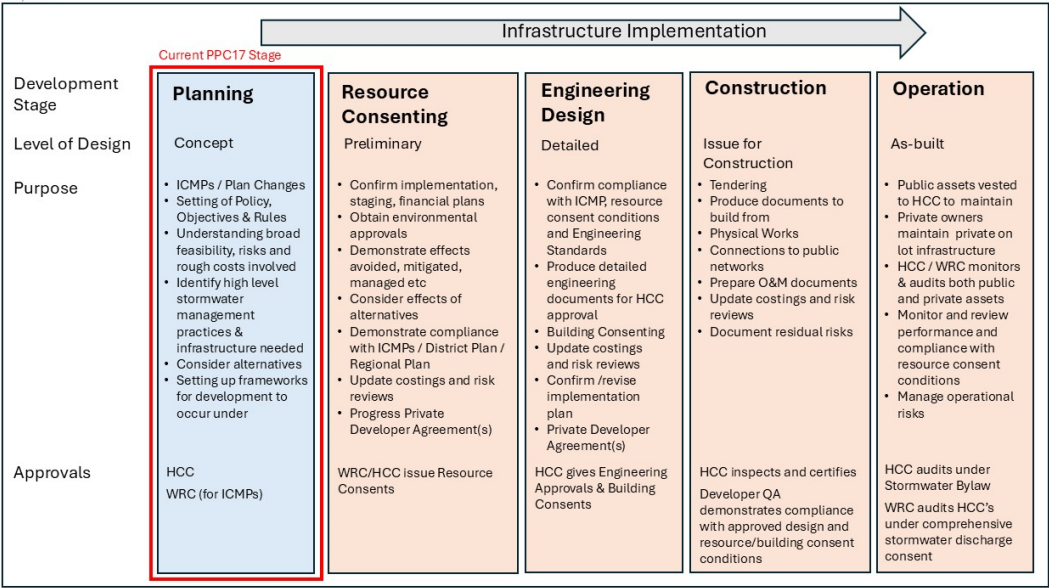 Infrastructure Implementation
Current PPC17 Stage
Development
Stage
Planning
Resource
Consenting
Engineering
Design
Construction
Operation
Level of Design
Concept
Preliminary
Detailed
Issue for
Construction
As-built
Purpose
• ICMPs / Plan Changes
• Setting of Policy,
Objectives & Rules
• Understanding broad
feasibility, risks and
rough costs involved
• Identify high level
stormwater
management
practices &
infrastructure needed
• Consider alternatives
• Setting up frameworks
for development to
occur under
• Confirm implementation,
staging, financial plans
• Obtain environmental
approvals
• Demonstrate effects
avoided, mitigated,
managed etc
• Consider effects of
alternatives
• Demonstrate compliance
with ICMPs / District Plan /
Regional Plan
• Update costings and risk
reviews
• Progress Private
Developer Agreement(s)
• Confirm compliance
with ICMP, resource
consent conditions
and Engineering
Standards
• Produce detailed
engineering
documents for HCC
approval
• Building Consenting
• Update costings
and risk reviews
• Confirm /revise
implementation
plan
• Private Developer
Agreement(s)
• Tendering
• Produce documents to
build from
• Physical Works
• Connections to public
networks
• Prepare O&M documents
• Update costings and risk
reviews
• Document residual risks
• Public assets vested
to HCC to maintain
• Private owners
maintain private on
lot infrastructure
• HCC / WRC monitors
& audits both public
and private assets
• Monitor and review
performance and
compliance with
resource consent
conditions
• Manage operational
risks
Approvals
HCC
WRC (for ICMPs)
WRC/HCC issue Resource
Consents
HCC gives Engineering
Approvals & Building
Consents
HCC inspects and certifies
Developer QA
demonstrates compliance
with approved design and
resource/building consent
conditions
HCC audits under
Stormwater Bylaw
WRC audits HCC's
under comprehensive
stormwater discharge
consent